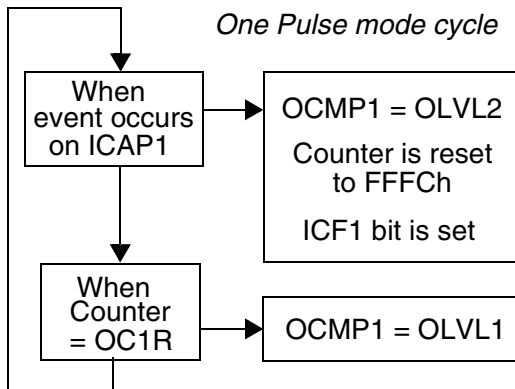 One Pulse mode cycle
When
event occurs
on ICAP1
OCMP1 = OLVL2
Counter is reset
to FFFCh
ICF1 bit is set
When
Counter
= OC1R
OCMP1 = OLVL1